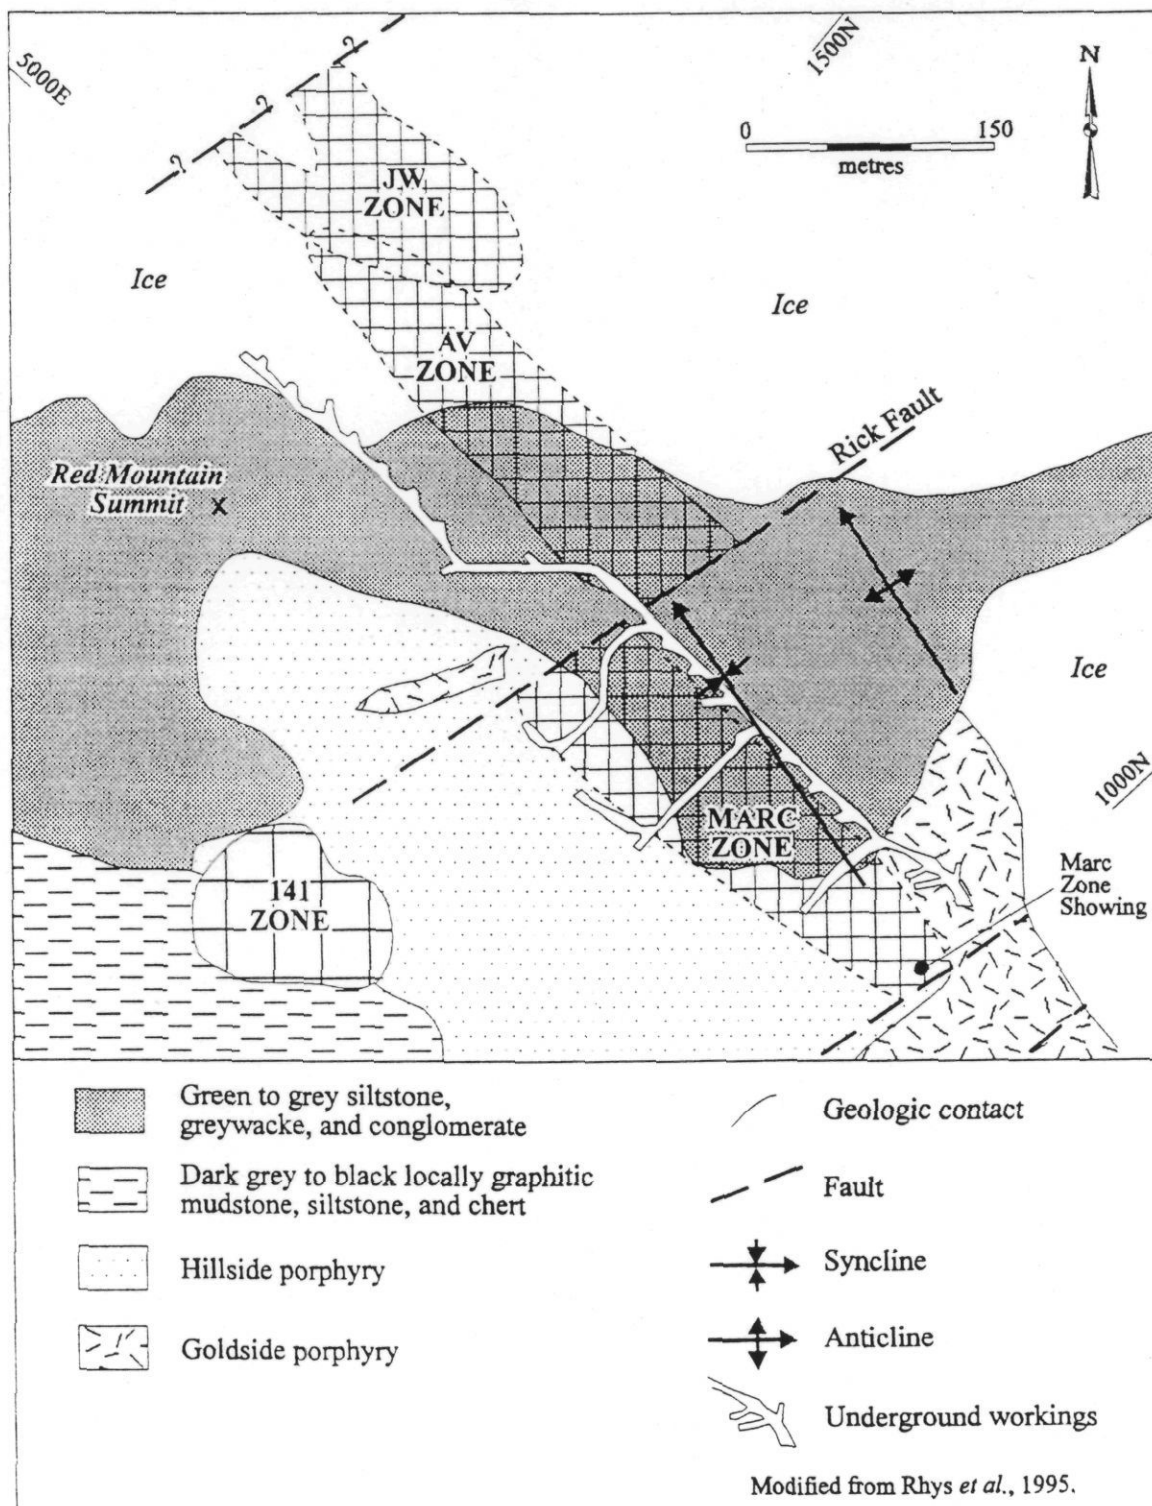 5000E
?
?
?
1500N
N
0 150
metres
JW
ZONE
Ice
Ice
AV
ZONE
Rick Fault
Red Mountain
Summit X
Ice
1000N
MARC
ZONE
Marc
Zone
Showing
141
ZONE
Green to grey siltstone,
greywacke, and conglomerate
Dark grey to black locally graphitic
mudstone, siltstone, and chert
Hillside porphyry
Goldside porphyry
Geologic contact
Fault
Syncline
Anticline
Underground workings
Modified from Rhys et al., 1995.